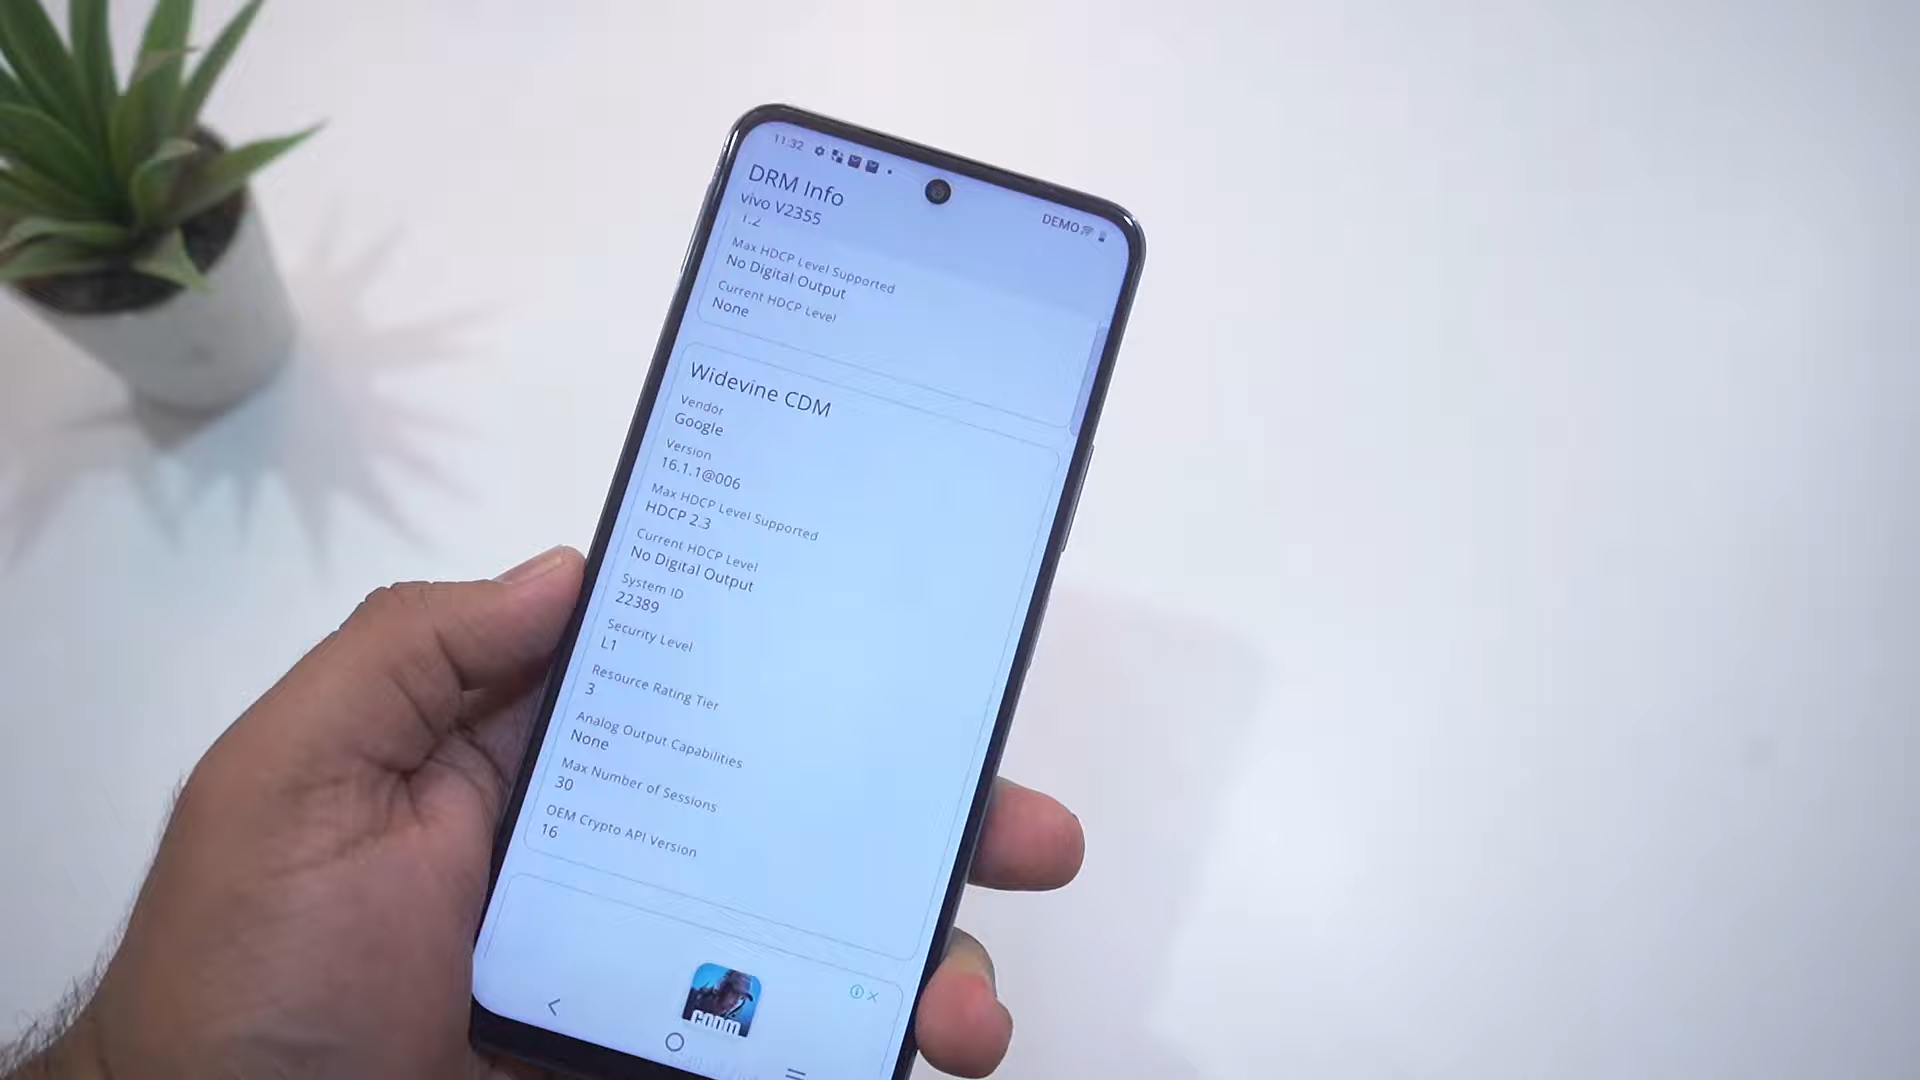 11:32
DEMO
DRM Info
vivo V2355
1.2
Max HDCP Level Supported
No Digital Output
Current HDCP Level
None
Widevine CDM
Vendor
Google
Version
16.1.1@006
Max HDCP Level Supported
HDCP 2.3
Current HDCP Level
No Digital Output
System ID
22389
Security Level
L1
Resource Rating Tier
3
Analog Output Capabilities
None
Max Number of Sessions
30
OEM Crypto API Version
16
CODM